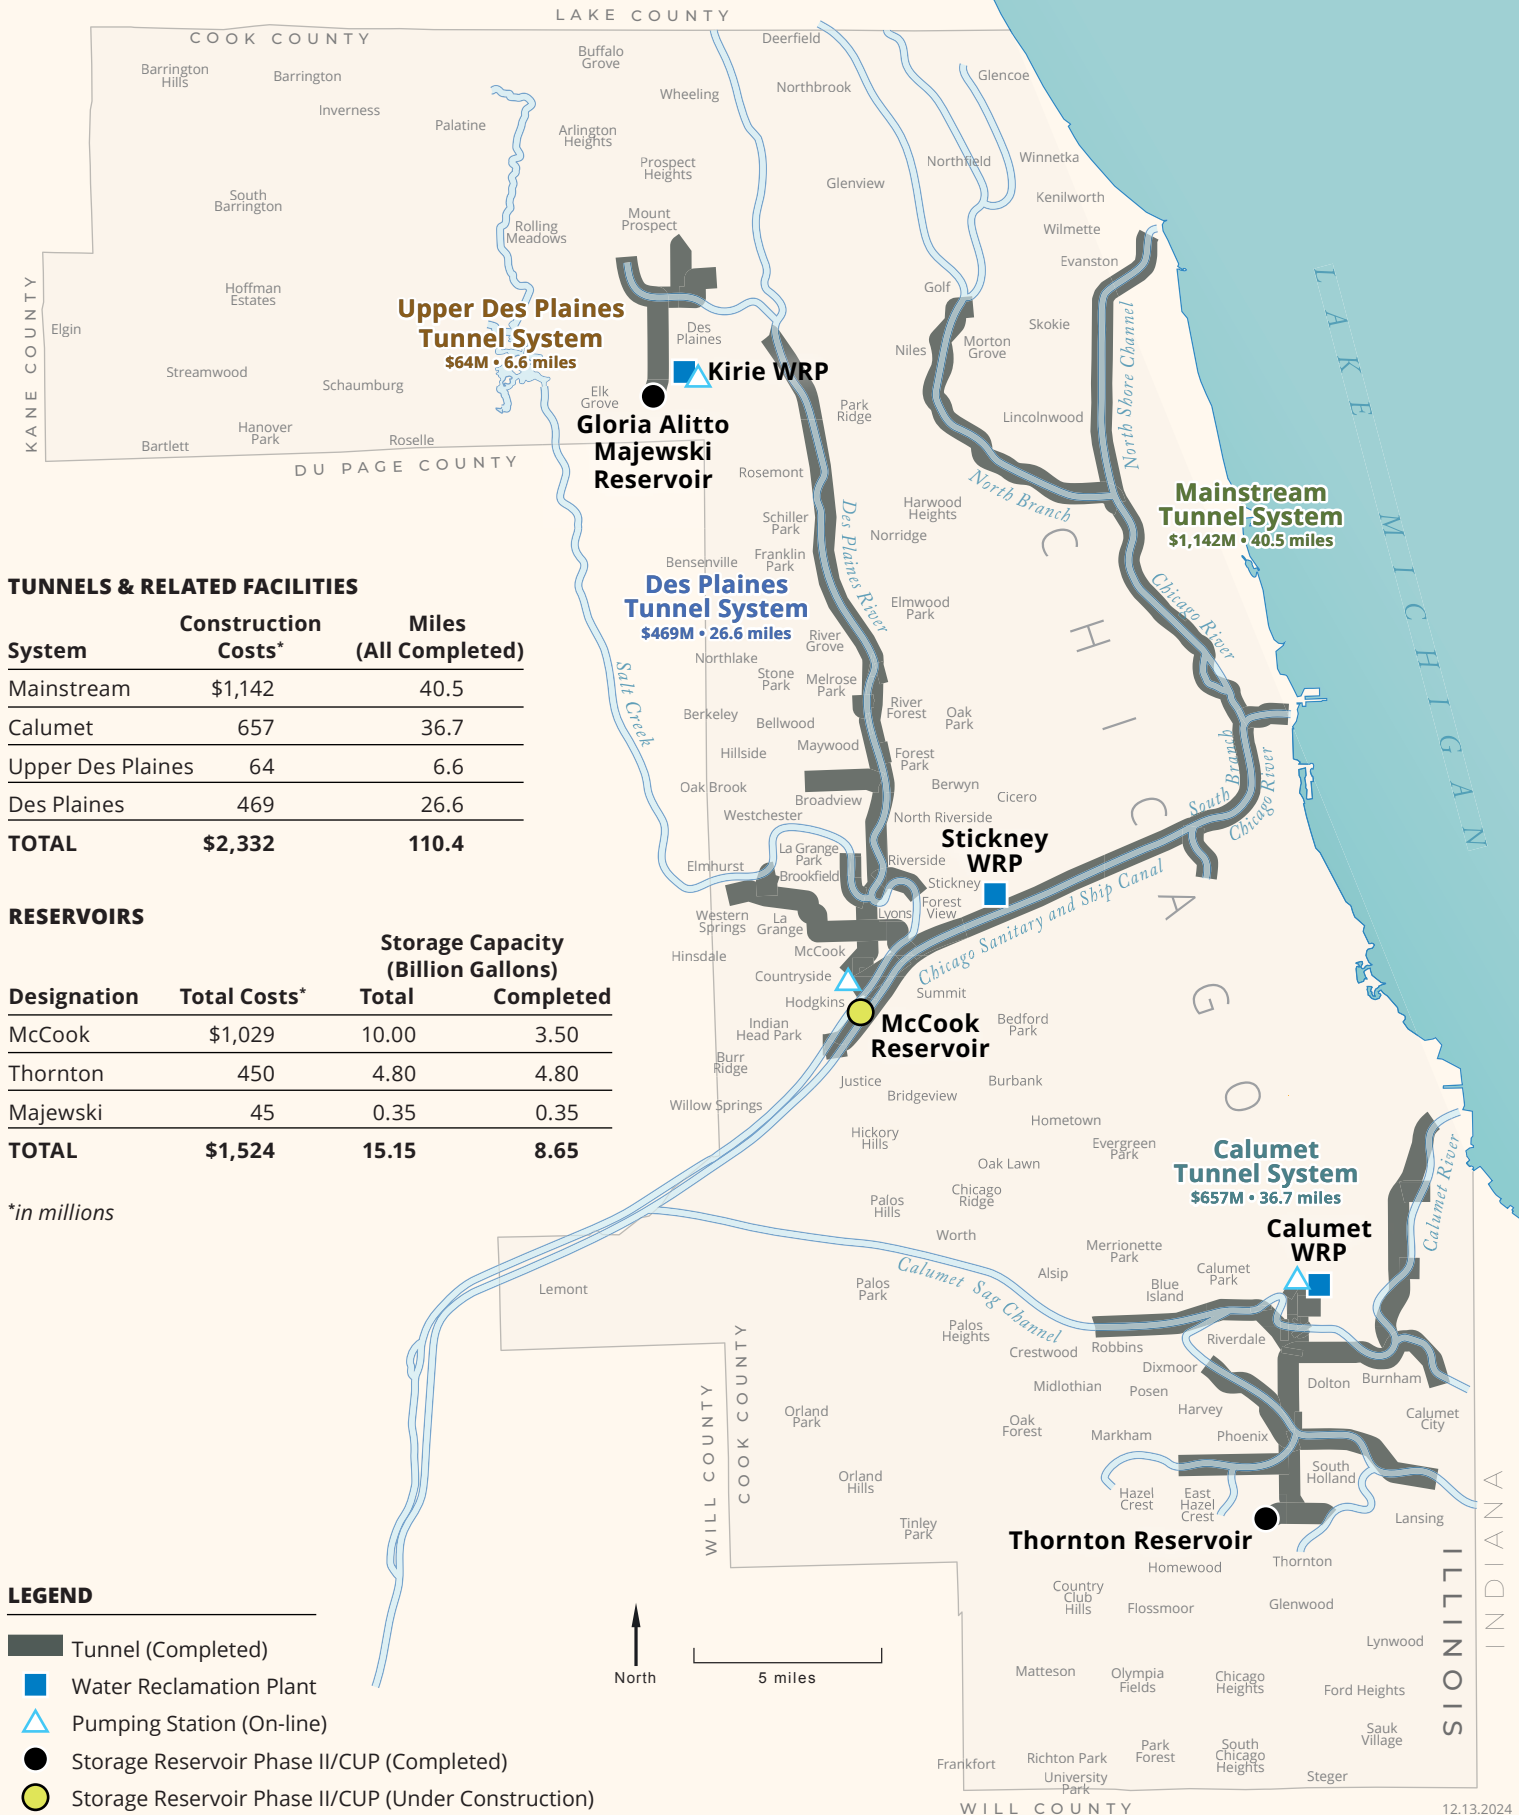 LAKE COUNTY
COOK COUNTY
Barrington
Hills
Barrington
Inverness
Palatine
Buffalo
Grove
Wheeling
Arlington
Heights
Prospect
Heights
Mount
Prospect
Rolling
Meadows
South
Barrington
Hoffman
Estates
Deerfield
Northbrook
Glencoe
Northfield
Winnetka
Glenview
Kenilworth
Wilmette
Evanston
Golf
Skokie
Morton
Grove
Niles
Lincolnwood
KANE COUNTY
Elgin
Streamwood
Schaumburg
Hanover
Park
Bartlett
Roselle
DU PAGE COUNTY
Upper Des Plaines
Tunnel System
$64M • 6.6 miles
Des
Plaines
Kirie WRP
Elk
Grove
Gloria Alitto
Majewski
Reservoir
Park
Ridge
Rosemont
Schiller
Park
Franklin
Park
Bensenville
Harwood
Heights
Norridge
North Shore Channel
North Branch
Des Plaines River
LAKE MICHIGAN
Mainstream
Tunnel System
$1,142M • 40.5 miles
Des Plaines
Tunnel System
$469M • 26.6 miles
Elmwood
Park
River
Grove
Northlake
Stone
Park
Melrose
Park
Berkeley
Bellwood
River
Forest
Oak
Park
Hillside
Maywood
Forest
Park
Oak Brook
Broadview
Berwyn
Cicero
Westchester
North Riverside
Salt Creek
Chicago River
South Branch
Chicago River
CHICAGO
Stickney
WRP
La Grange
Park
Brookfield
Riverside
Stickney
Forest
View
Lyons
Elmhurst
Western
Springs
La
Grange
McCook
Hinsdale
Countryside
Hodgkins
Summit
Chicago Sanitary and Ship Canal
McCook
Reservoir
Bedford
Park
Indian
Head Park
Burr
Ridge
Justice
Bridgeview
Burbank
Willow Springs
Hometown
Hickory
Hills
Evergreen
Park
Oak Lawn
Chicago
Ridge
Palos
Hills
Worth
Merrionette
Park
Alsip
Calumet
Tunnel System
$657M • 36.7 miles
Calumet River
Calumet
WRP
Calumet
Park
Blue
Island
Palos
Park
Calumet Sag Channel
Lemont
Palos
Heights
Crestwood
Robbins
Riverdale
Dixmoor
Midlothian
Posen
Dolton
Burnham
Harvey
Calumet
City
Orland
Park
Oak
Forest
Markham
Phoenix
South
Holland
Orland
Hills
Hazel
Crest
East
Hazel
Crest
Lansing
Tinley
Park
Thornton Reservoir
Homewood
Thornton
WILL COUNTY
COOK COUNTY
INDIANA
ILLINOIS
Country
Club
Hills
Flossmoor
Glenwood
Lynwood
Matteson
Olympia
Fields
Chicago
Heights
Ford Heights
Sauk
Village
Frankfort
Richton Park
Park
Forest
South
Chicago
Heights
University
Park
Steger
WILL COUNTY
TUNNELS & RELATED FACILITIES
System Construction Costs* Miles (All Completed)
Mainstream $1,142 40.5
Calumet 657 36.7
Upper Des Plaines 64 6.6
Des Plaines 469 26.6
TOTAL $2,332 110.4
RESERVOIRS
Storage Capacity
(Billion Gallons)
Designation Total Costs* Total Completed
McCook $1,029 10.00 3.50
Thornton 450 4.80 4.80
Majewski 45 0.35 0.35
TOTAL $1,524 15.15 8.65
*in millions
LEGEND
Tunnel (Completed)
Water Reclamation Plant
Pumping Station (On-line)
Storage Reservoir Phase II/CUP (Completed)
Storage Reservoir Phase II/CUP (Under Construction)
North
5 miles
12.13.2024